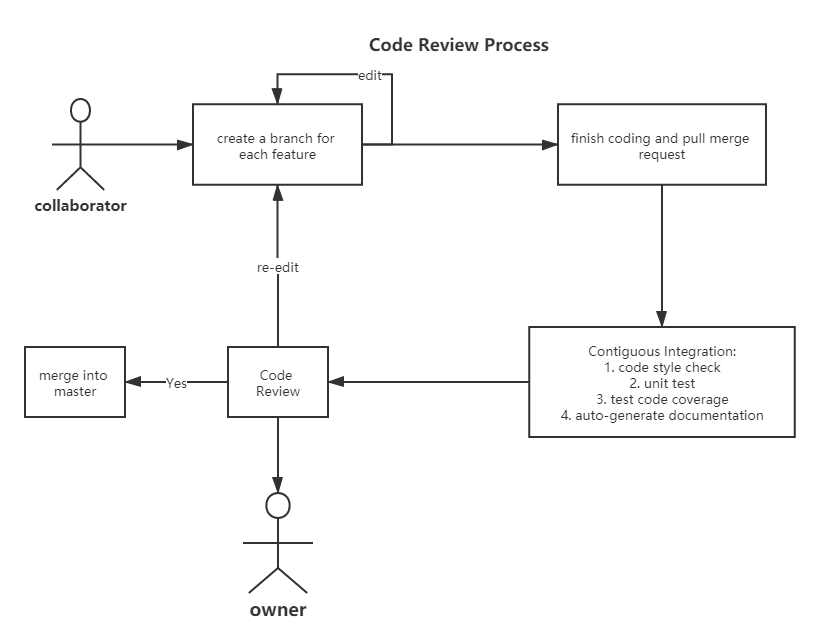 Code Review Process
edit
create a branch for
each feature
finish coding and pull merge
request
collaborator
re-edit
merge into
master
Yes
Code
Review
Contiguous Integration:
1. code style check
2. unit test
3. test code coverage
4. auto-generate documentation
owner